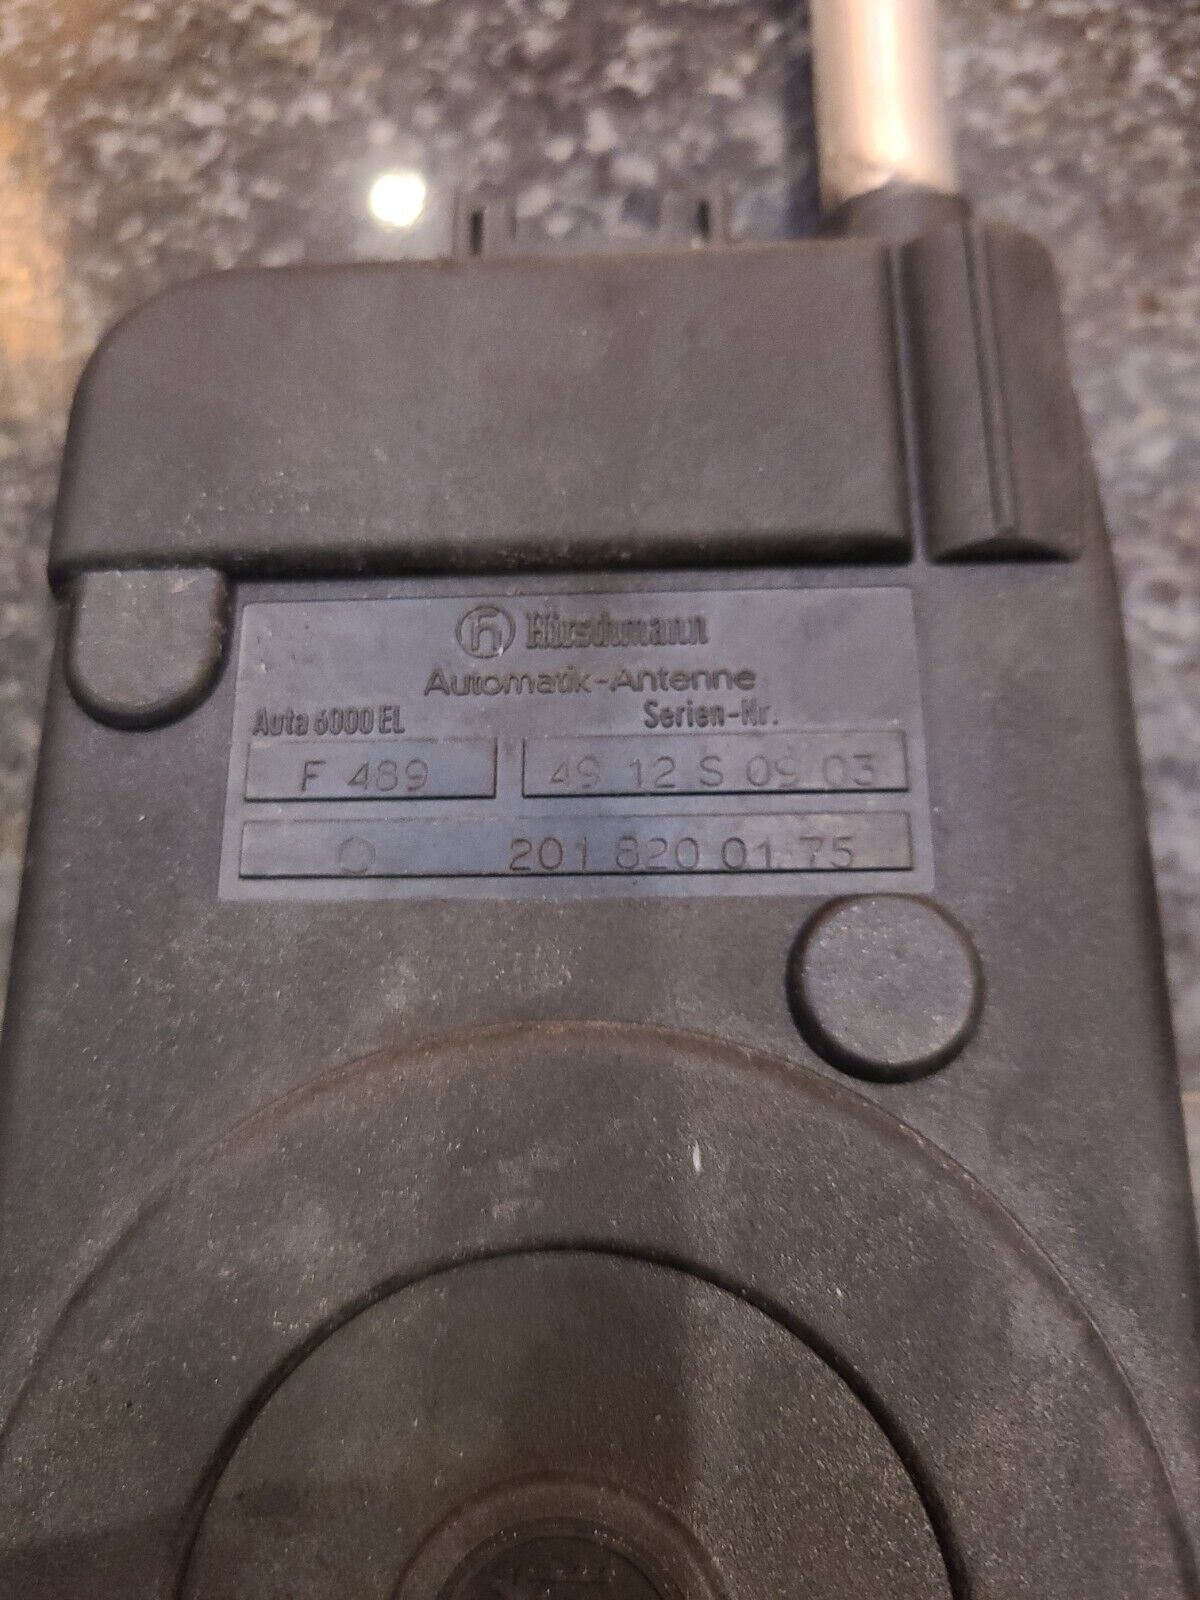 h Hirschmann
Automatik-Antenne
Auta 6000 EL Serien-Nr.
F 489 49 12 S 09 03
201 820 01 75